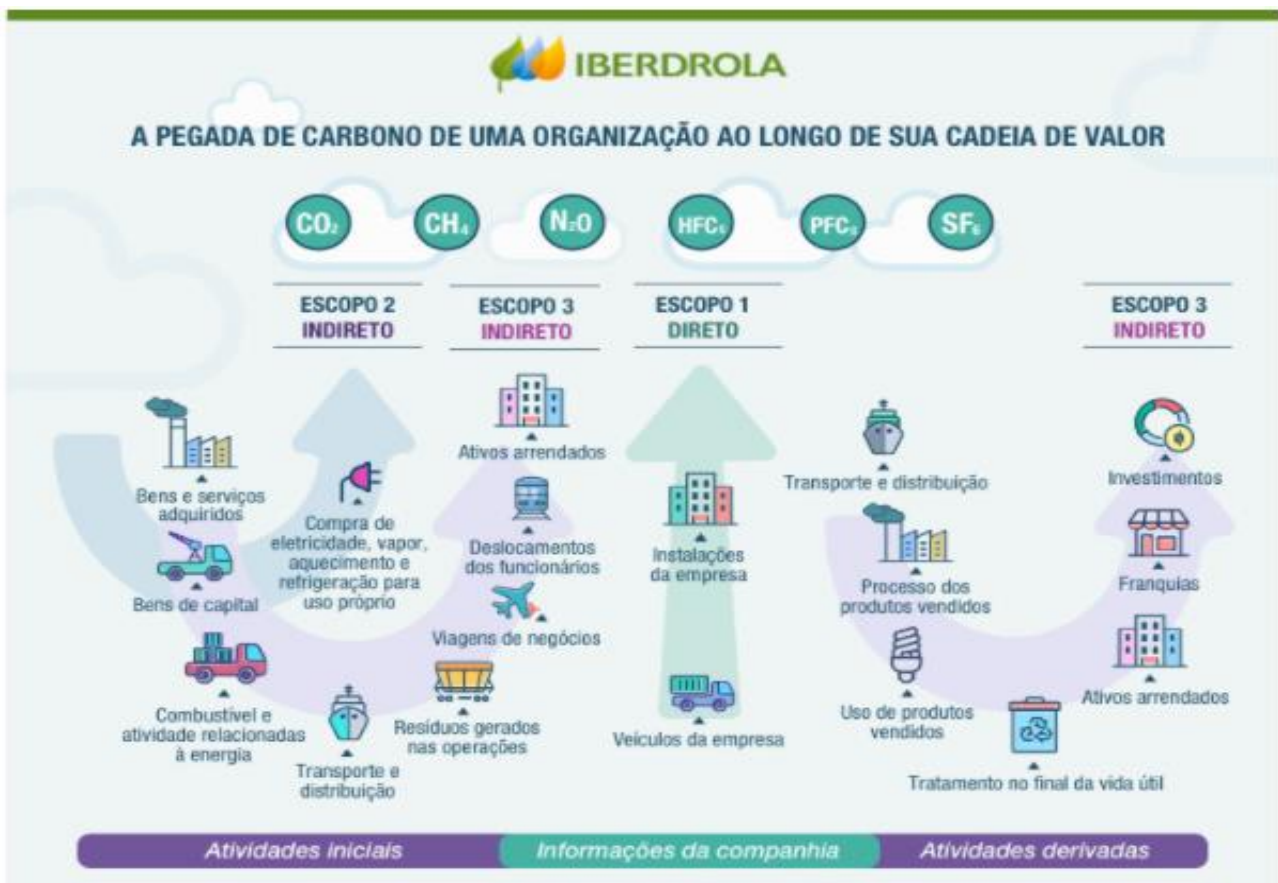 IBERDROLA
A PEGADA DE CARBONO DE UMA ORGANIZAÇÃO AO LONGO DE SUA CADEIA DE VALOR
CO₂
CH₄
N₂O
HFCₛ
PFCₛ
SF₆
ESCOPO 2
INDIRETO
ESCOPO 3
INDIRETO
ESCOPO 1
DIRETO
ESCOPO 3
INDIRETO
Bens e serviços
adquiridos
Bens de capital
Combustível e
atividade relacionadas
à energia
Compra de
eletricidade, vapor,
aquecimento e
refrigeração para
uso próprio
Transporte e
distribuição
Ativos arrendados
Deslocamentos
dos funcionários
Viagens de negócios
Resíduos gerados
nas operações
Instalações
da empresa
Veículos da empresa
Transporte e distribuição
Processo dos
produtos vendidos
Uso de produtos
vendidos
Tratamento no final da vida útil
Investimentos
Franquias
Ativos arrendados
Atividades iniciais
Informações da companhia
Atividades derivadas